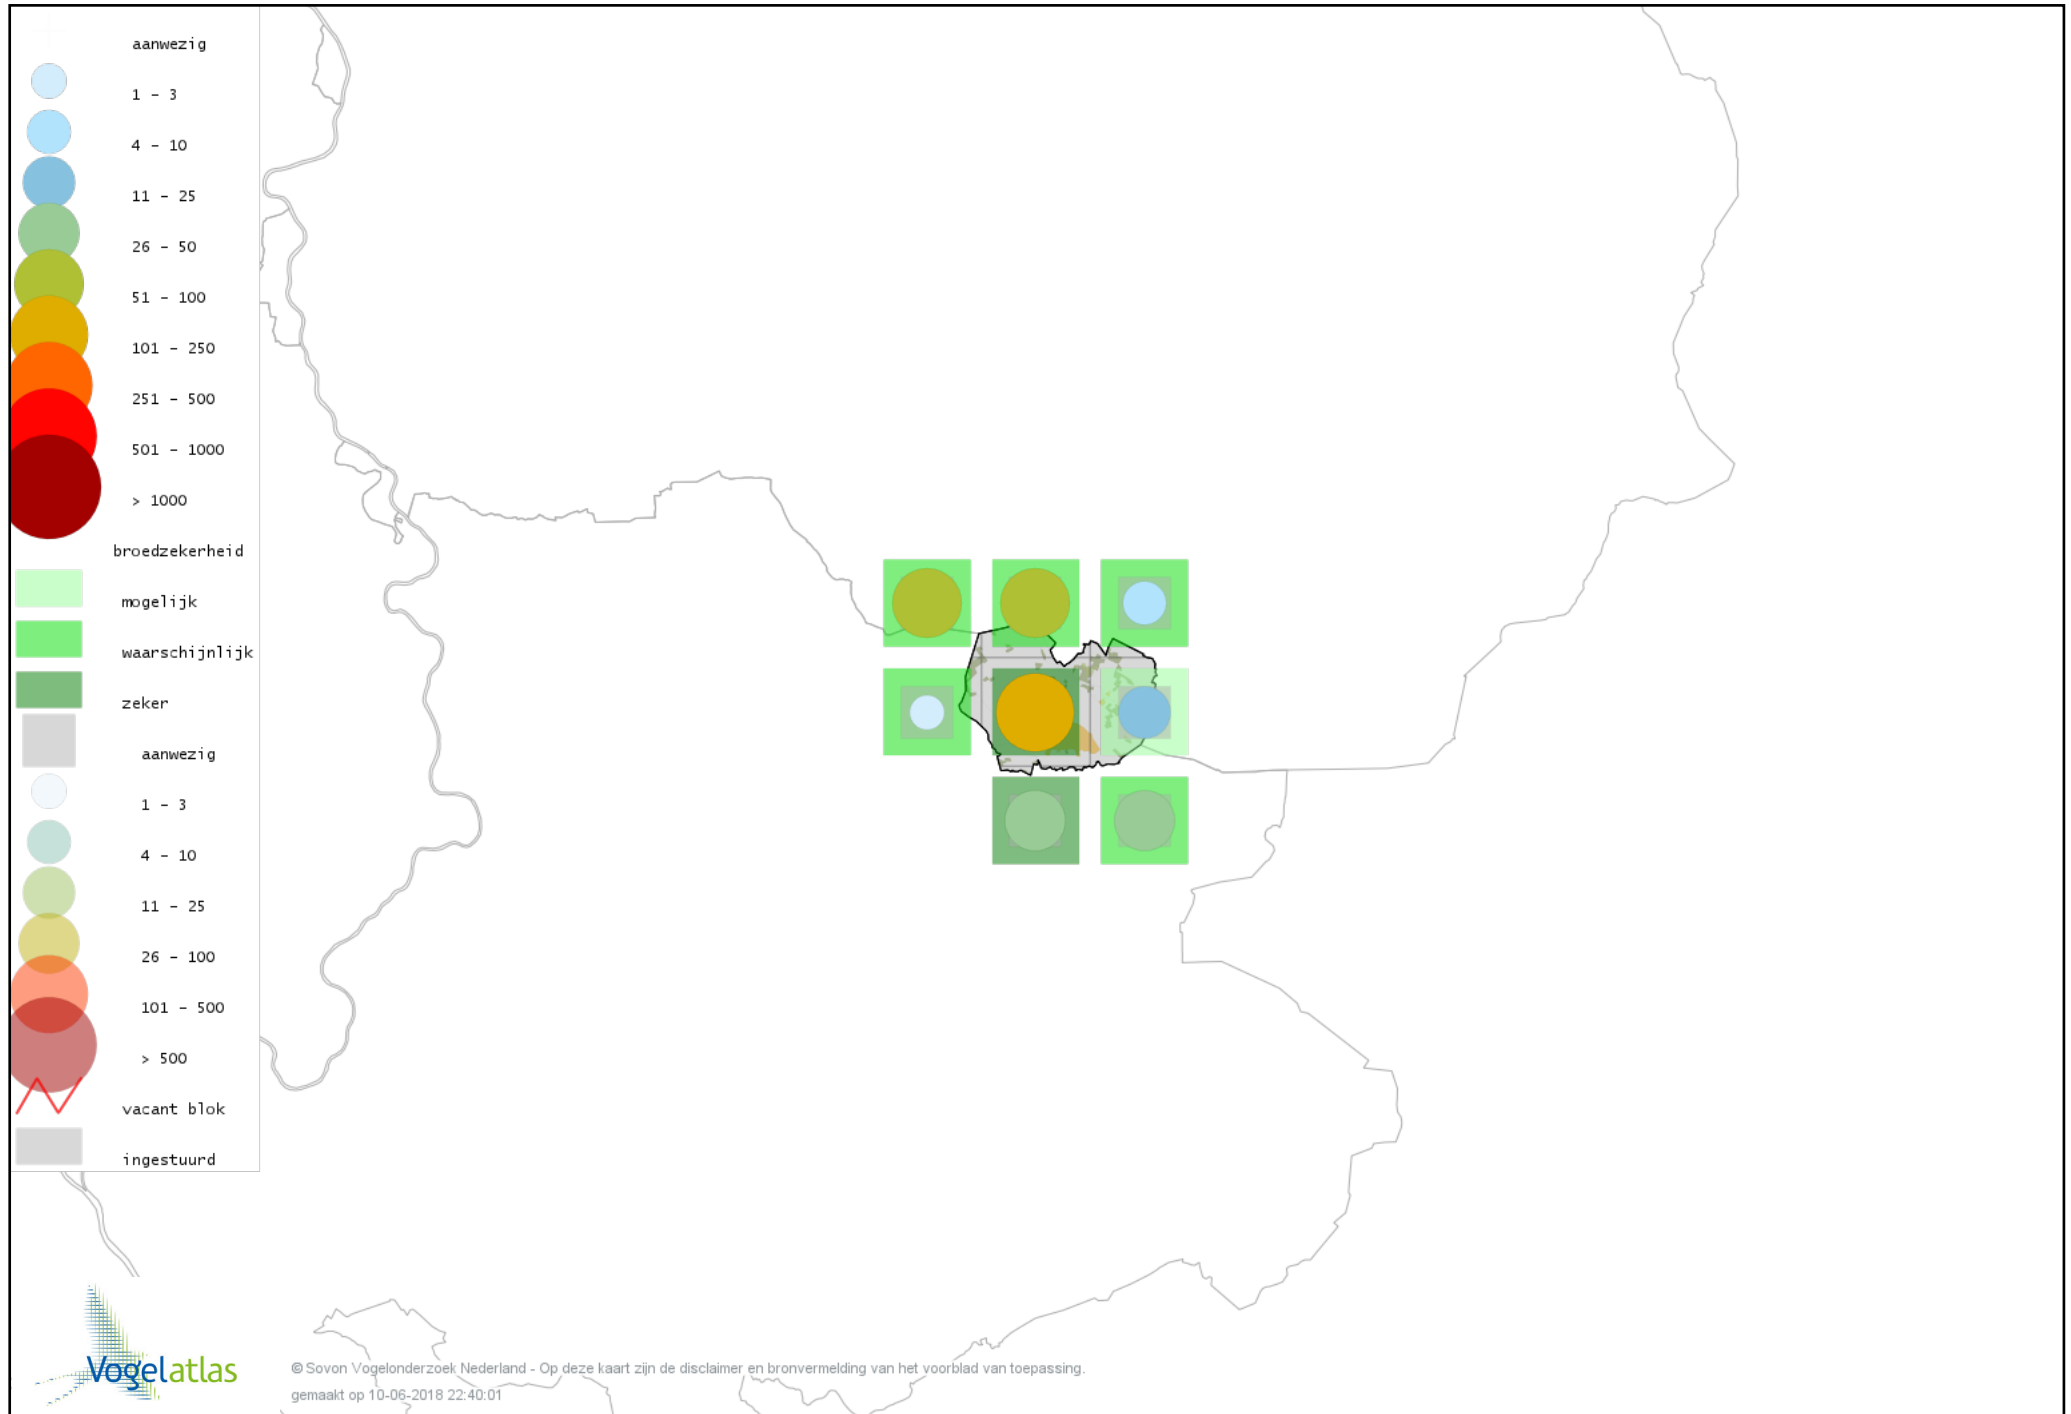 aanwezig
1 - 3
4 - 10
11 - 25
26 - 50
51 - 100
101 - 250
251 - 500
501 - 1000
> 1000
broedzekerheid
mogelijk
waarschijnlijk
zeker
aanwezig
1 - 3
4 - 10
11 - 25
26 - 100
101 - 500
> 500
vacant blok
ingestuurd
Vogelatlas
© Sovon Vogelonderzoek Nederland - Op deze kaart zijn de disclaimer en bronvermelding van het voorblad van toepassing.
gemaakt op 10-06-2018 22:40:01